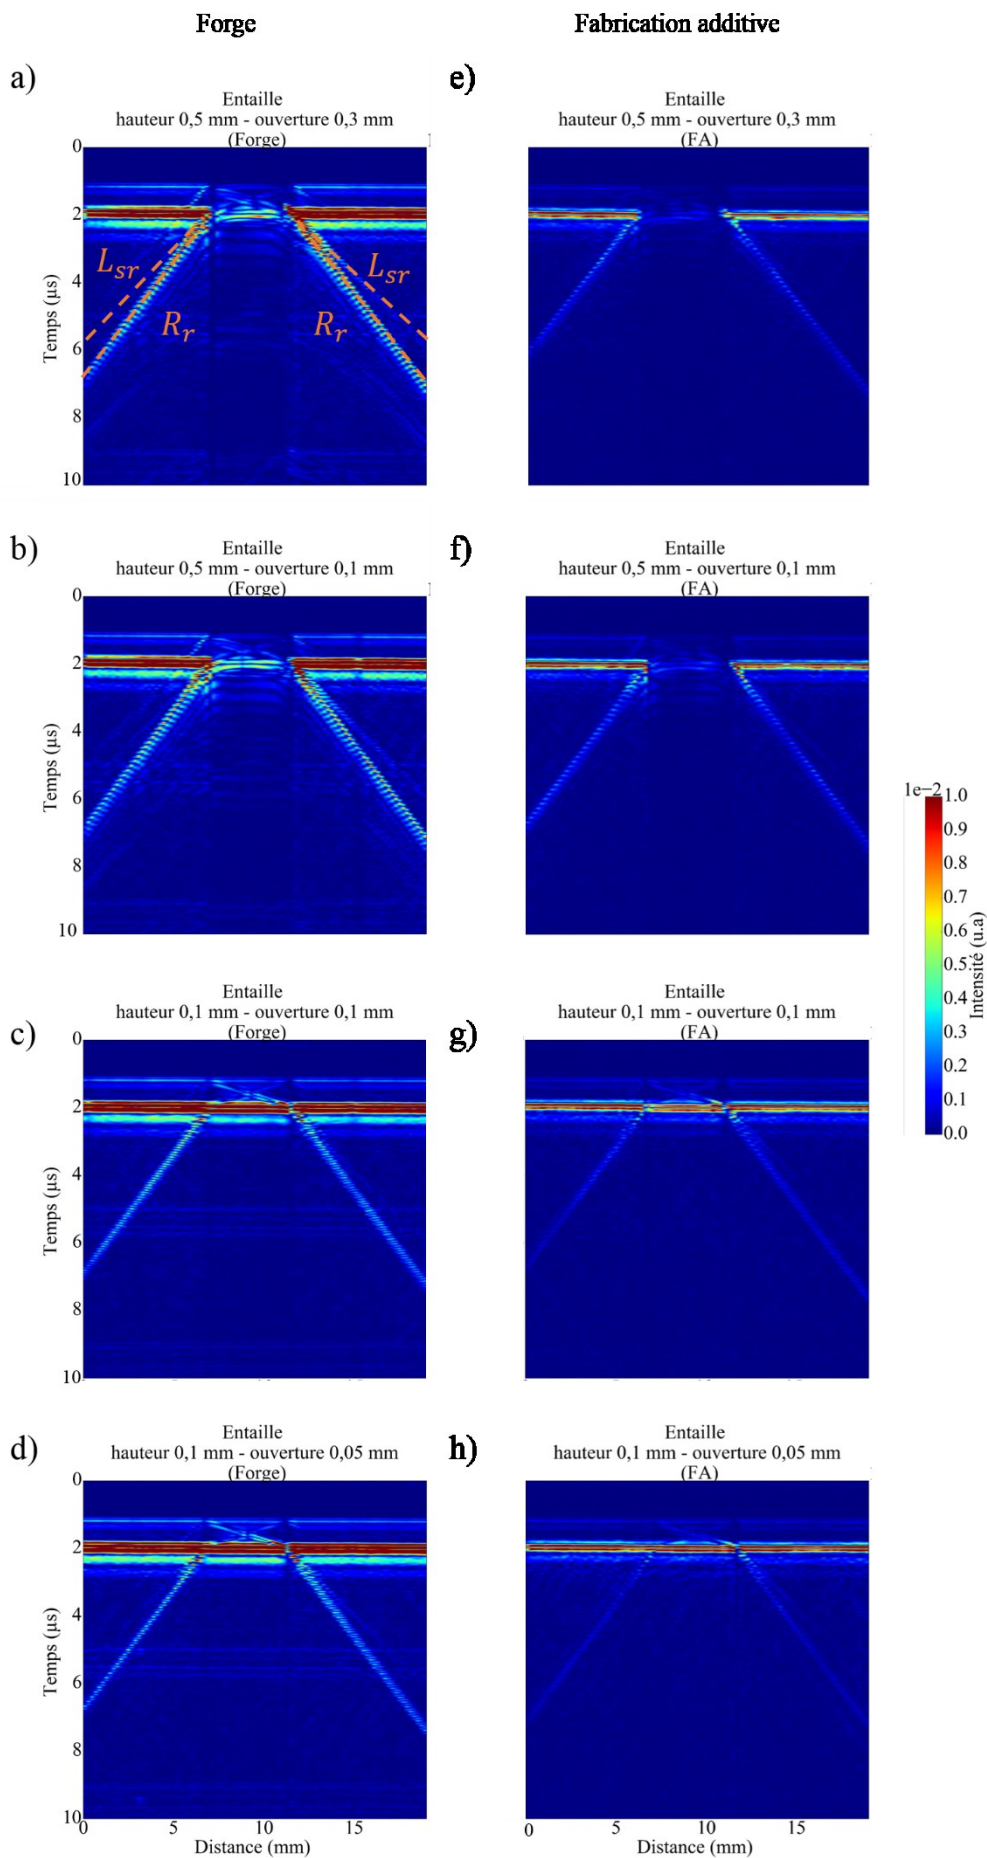 Forge
Fabrication additive
a)
Entaille
hauteur 0,5 mm - ouverture 0,3 mm
(Forge)
0
2
4
6
8
10
Temps (µs)
L_sr
L_sr
R_r
R_r
e)
Entaille
hauteur 0,5 mm - ouverture 0,3 mm
(FA)
b)
Entaille
hauteur 0,5 mm - ouverture 0,1 mm
(Forge)
0
2
4
6
8
10
Temps (µs)
f)
Entaille
hauteur 0,5 mm - ouverture 0,1 mm
(FA)
1e−2
1.0
0.9
0.8
0.7
0.6
0.5
0.4
0.3
0.2
0.1
0.0
Intensité (u.a)
c)
Entaille
hauteur 0,1 mm - ouverture 0,1 mm
(Forge)
0
2
4
6
8
10
Temps (µs)
g)
Entaille
hauteur 0,1 mm - ouverture 0,1 mm
(FA)
d)
Entaille
hauteur 0,1 mm - ouverture 0,05 mm
(Forge)
0
2
4
6
8
10
Temps (µs)
0 5 10 15
Distance (mm)
h)
Entaille
hauteur 0,1 mm - ouverture 0,05 mm
(FA)
0 5 10 15
Distance (mm)